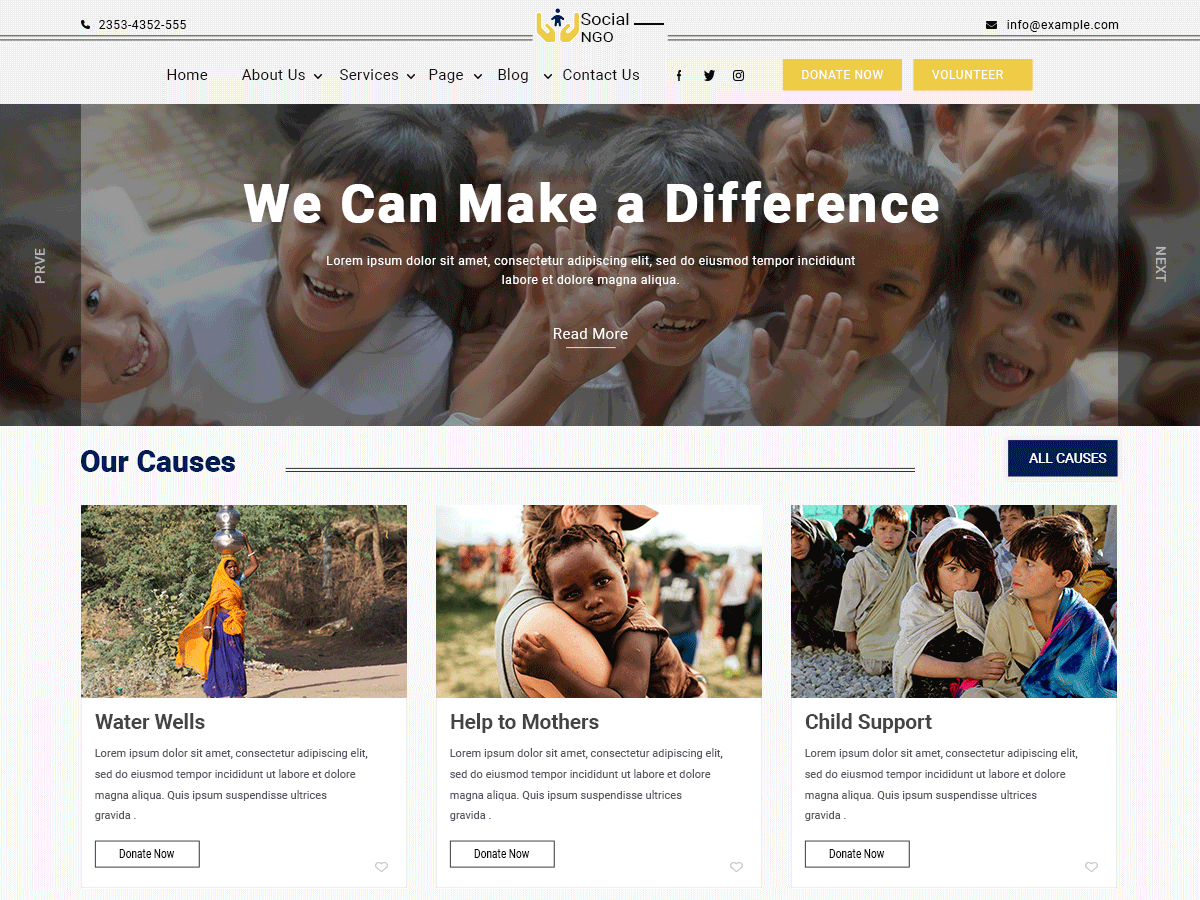 2353-4352-555
Social
NGO
info@example.com
Home About Us Services Page Blog Contact Us DONATE NOW VOLUNTEER
We Can Make a Difference
PRVE
Lorem ipsum dolor sit amet, consectetur adipiscing elit, sed do eiusmod tempor incididunt
labore et dolore magna aliqua.
NEXT
Read More
Our Causes
ALL CAUSES
Water Wells
Lorem ipsum dolor sit amet, consectetur adipiscing elit,
sed do eiusmod tempor incididunt ut labore et dolore
magna aliqua. Quis ipsum suspendisse ultrices
gravida .
Donate Now
Help to Mothers
Lorem ipsum dolor sit amet, consectetur adipiscing elit,
sed do eiusmod tempor incididunt ut labore et dolore
magna aliqua. Quis ipsum suspendisse ultrices
gravida .
Donate Now
Child Support
Lorem ipsum dolor sit amet, consectetur adipiscing elit,
sed do eiusmod tempor incididunt ut labore et dolore
magna aliqua. Quis ipsum suspendisse ultrices
gravida .
Donate Now